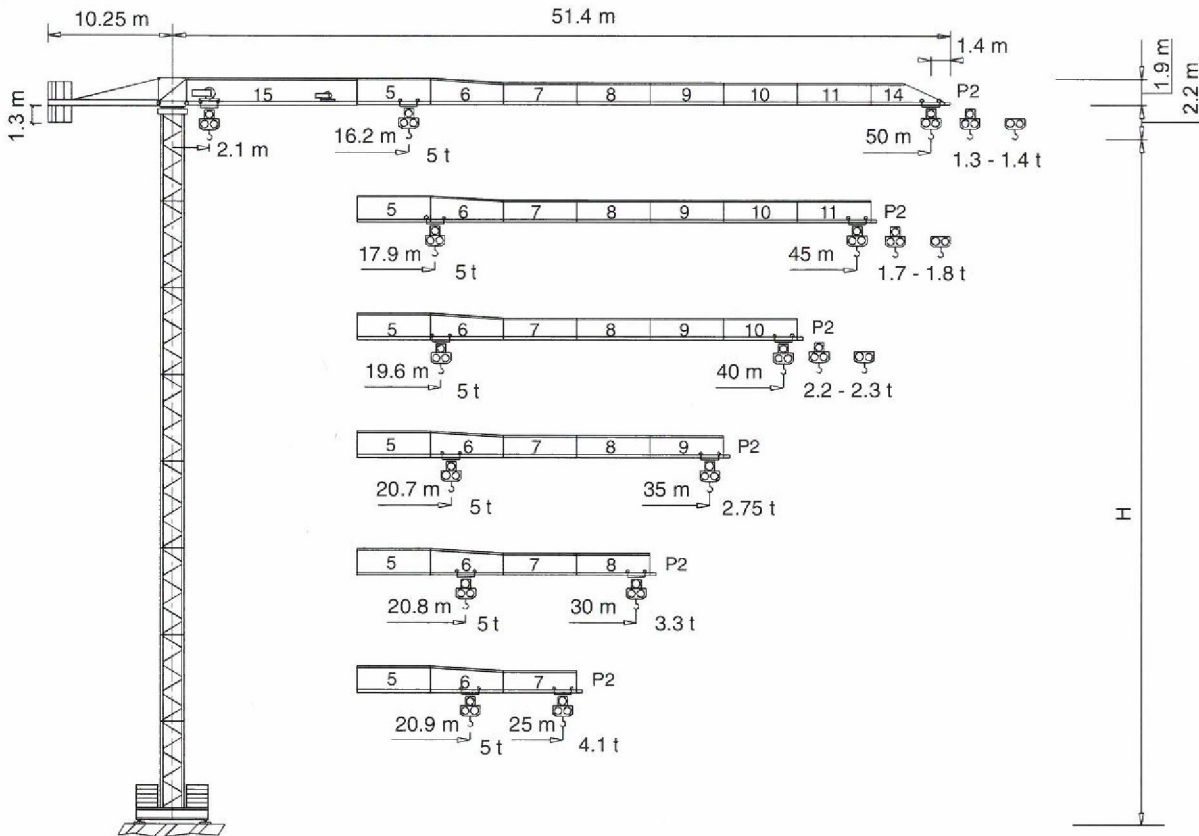 10.25 m
51.4 m
1.4 m
1.9 m
2.2 m
1.3 m
15 5 6 7 8 9 10 11 14 P2
2.1 m
16.2 m
5 t
50 m
1.3 - 1.4 t
5 6 7 8 9 10 11 P2
17.9 m
5 t
45 m
1.7 - 1.8 t
5 6 7 8 9 10 P2
19.6 m
5 t
40 m
2.2 - 2.3 t
5 6 7 8 9 P2
20.7 m
5 t
35 m
2.75 t
H
5 6 7 8 P2
20.8 m
5 t
30 m
3.3 t
5 6 7 P2
20.9 m
5 t
25 m
4.1 t